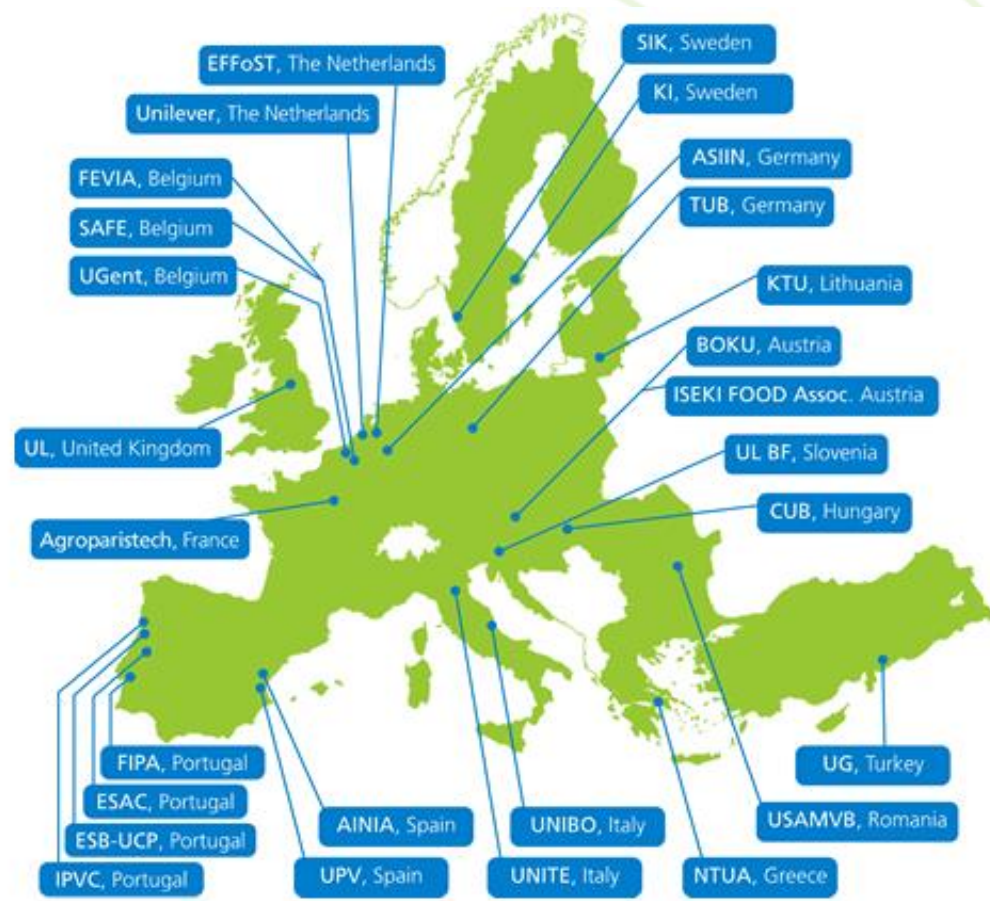 EFFoST, The Netherlands
SIK, Sweden
KI, Sweden
Unilever, The Netherlands
ASIIN, Germany
FEVIA, Belgium
TUB, Germany
SAFE, Belgium
UGent, Belgium
KTU, Lithuania
BOKU, Austria
ISEKI FOOD Assoc. Austria
UL, United Kingdom
UL BF, Slovenia
CUB, Hungary
Agroparistech, France
FIPA, Portugal
UG, Turkey
ESAC, Portugal
AINIA, Spain
UNIBO, Italy
USAMVB, Romania
ESB-UCP, Portugal
IPVC, Portugal
UPV, Spain
UNITE, Italy
NTUA, Greece